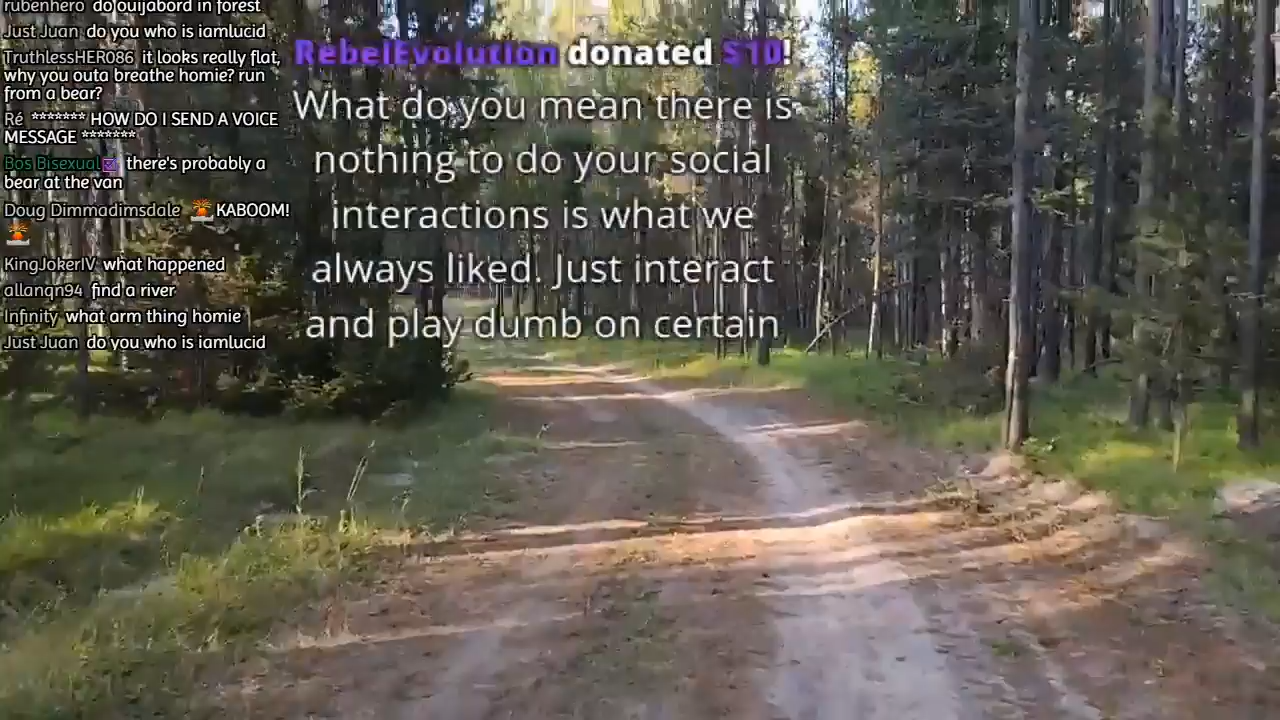 rubenhero do ouijabord in forest
Just Juan do you who is iamlucid
TruthlessHER086 it looks really flat,
why you outa breathe homie? run
from a bear?
Ré ******* HOW DO I SEND A VOICE
MESSAGE *******
Bos Bisexual there's probably a
bear at the van
Doug Dimmadimsdale KABOOM!
KingJokerIV what happened
allanqn94 find a river
Infinity what arm thing homie
Just Juan do you who is iamlucid
RebelEvolution donated $10!
What do you mean there is
nothing to do your social
interactions is what we
always liked. Just interact
and play dumb on certain